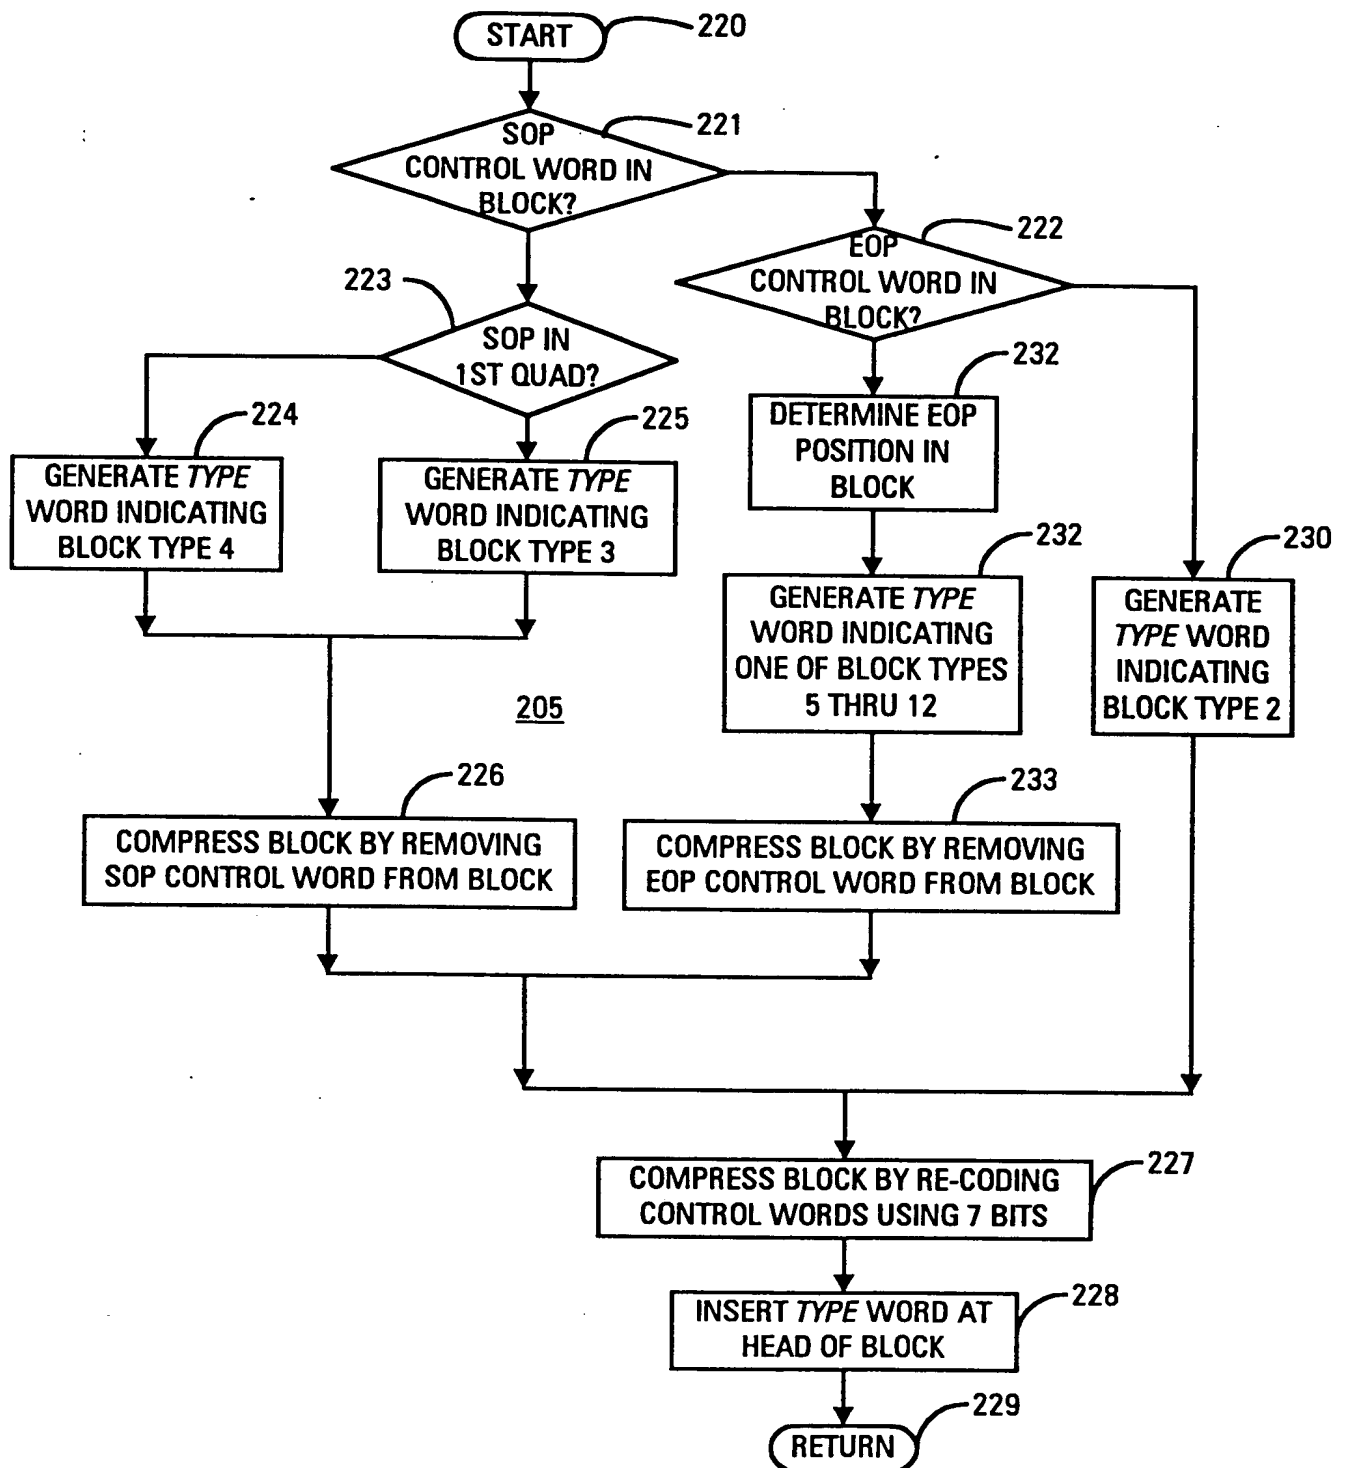 START
220
SOP
CONTROL WORD IN
BLOCK?
221
EOP
CONTROL WORD IN
BLOCK?
222
223
SOP IN
1ST QUAD?
232
DETERMINE EOP
POSITION IN
BLOCK
224
GENERATE TYPE
WORD INDICATING
BLOCK TYPE 4
225
GENERATE TYPE
WORD INDICATING
BLOCK TYPE 3
232
GENERATE TYPE
WORD INDICATING
ONE OF BLOCK TYPES
5 THRU 12
230
GENERATE
TYPE WORD
INDICATING
BLOCK TYPE 2
205
226
COMPRESS BLOCK BY REMOVING
SOP CONTROL WORD FROM BLOCK
233
COMPRESS BLOCK BY REMOVING
EOP CONTROL WORD FROM BLOCK
227
COMPRESS BLOCK BY RE-CODING
CONTROL WORDS USING 7 BITS
228
INSERT TYPE WORD AT
HEAD OF BLOCK
229
RETURN